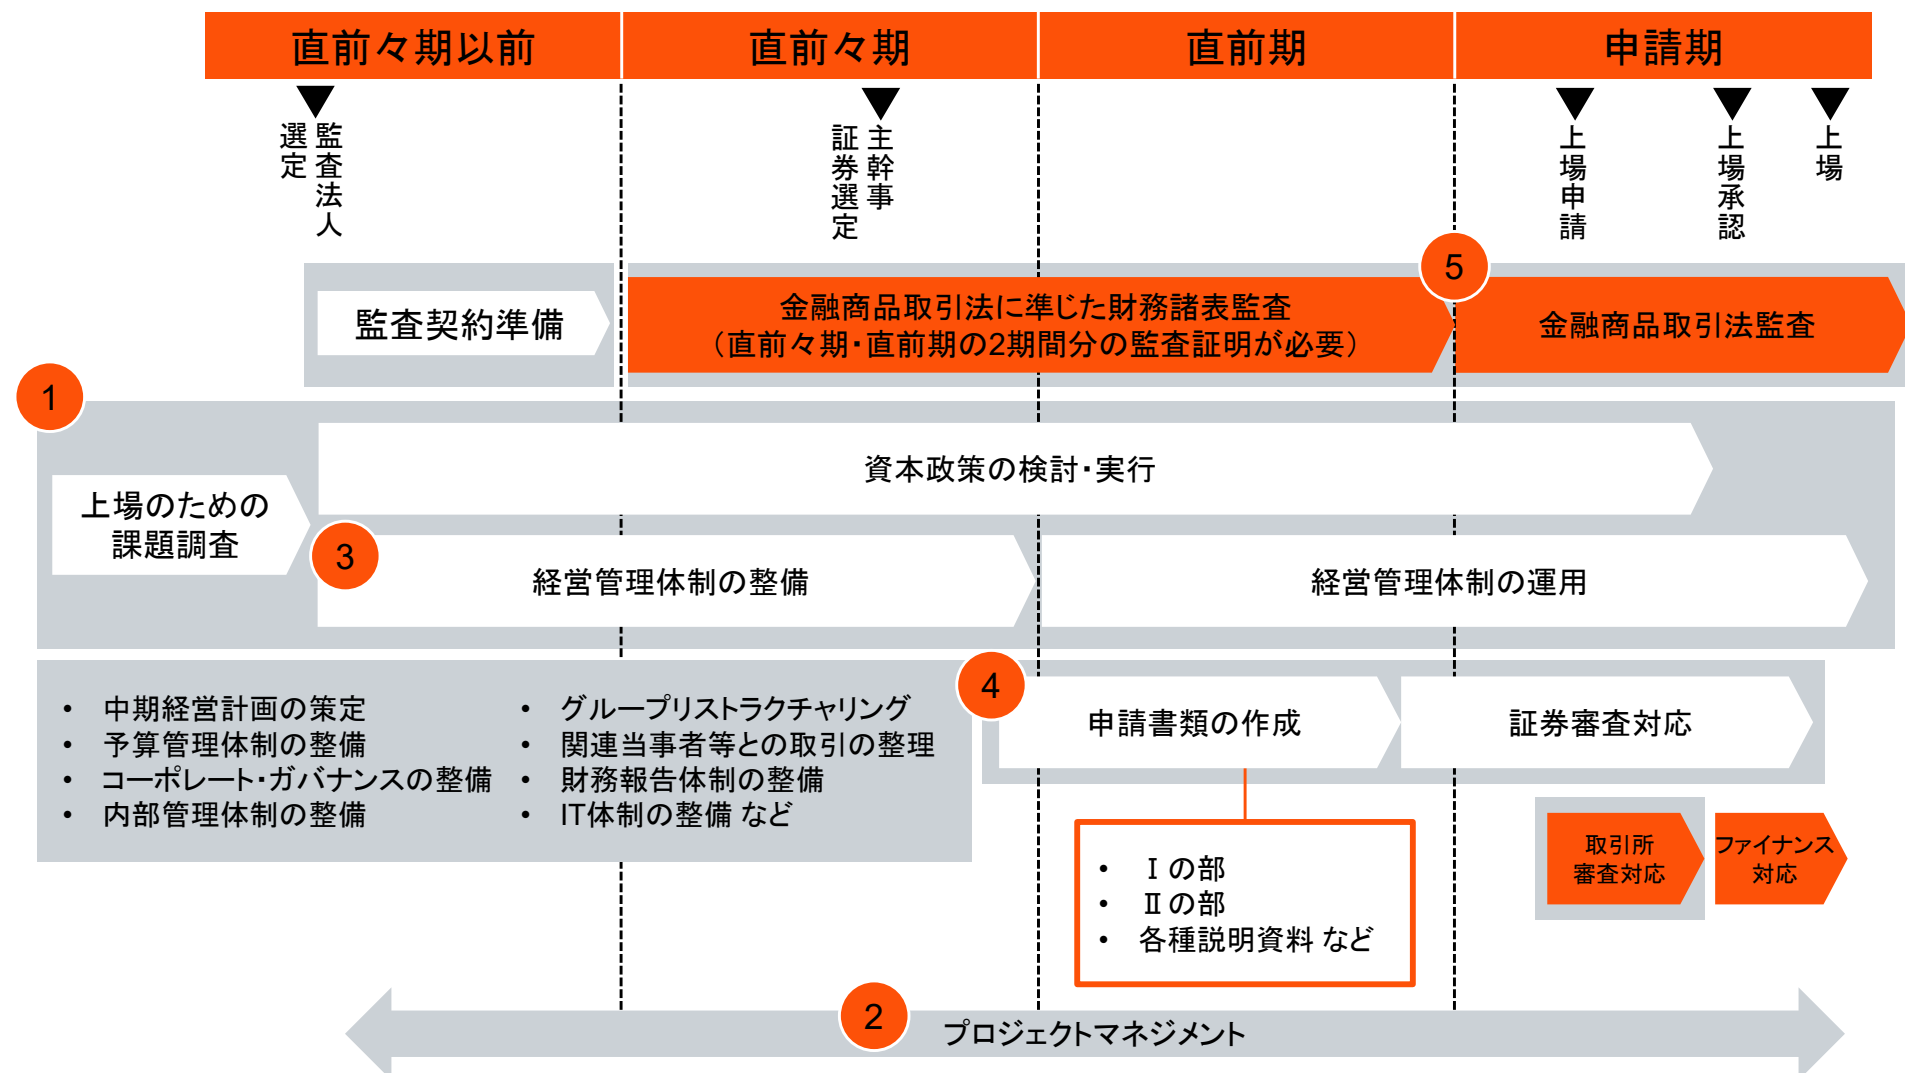 直前々期以前
直前々期
直前期
申請期
監査法人
選定
主幹事
証券選定
上場申請
上場承認
上場
5
監査契約準備
金融商品取引法に準じた財務諸表監査
（直前々期・直前期の2期間分の監査証明が必要）
金融商品取引法監査
1
上場のための
課題調査
資本政策の検討・実行
3
経営管理体制の整備
経営管理体制の運用
• 中期経営計画の策定
• 予算管理体制の整備
• コーポレート・ガバナンスの整備
• 内部管理体制の整備
• グループリストラクチャリング
• 関連当事者等との取引の整理
• 財務報告体制の整備
• IT体制の整備 など
4
申請書類の作成
証券審査対応
• Ⅰの部
• Ⅱの部
• 各種説明資料 など
取引所
審査対応
ファイナンス
対応
2
プロジェクトマネジメント